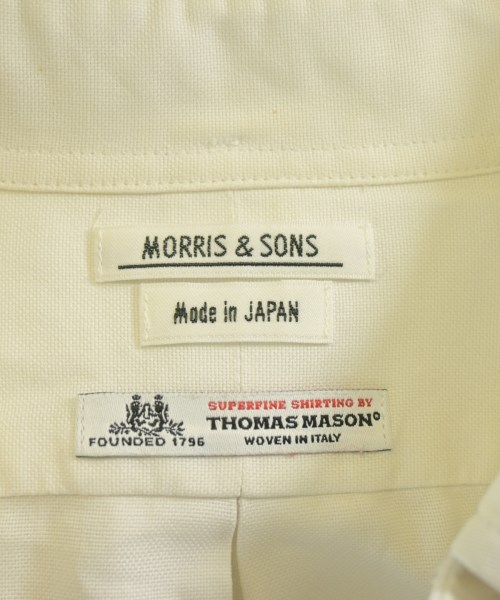 MORRIS & SONS
Made in JAPAN
SUPERFINE SHIRTING BY
THOMAS MASON°
FOUNDED 1796
WOVEN IN ITALY